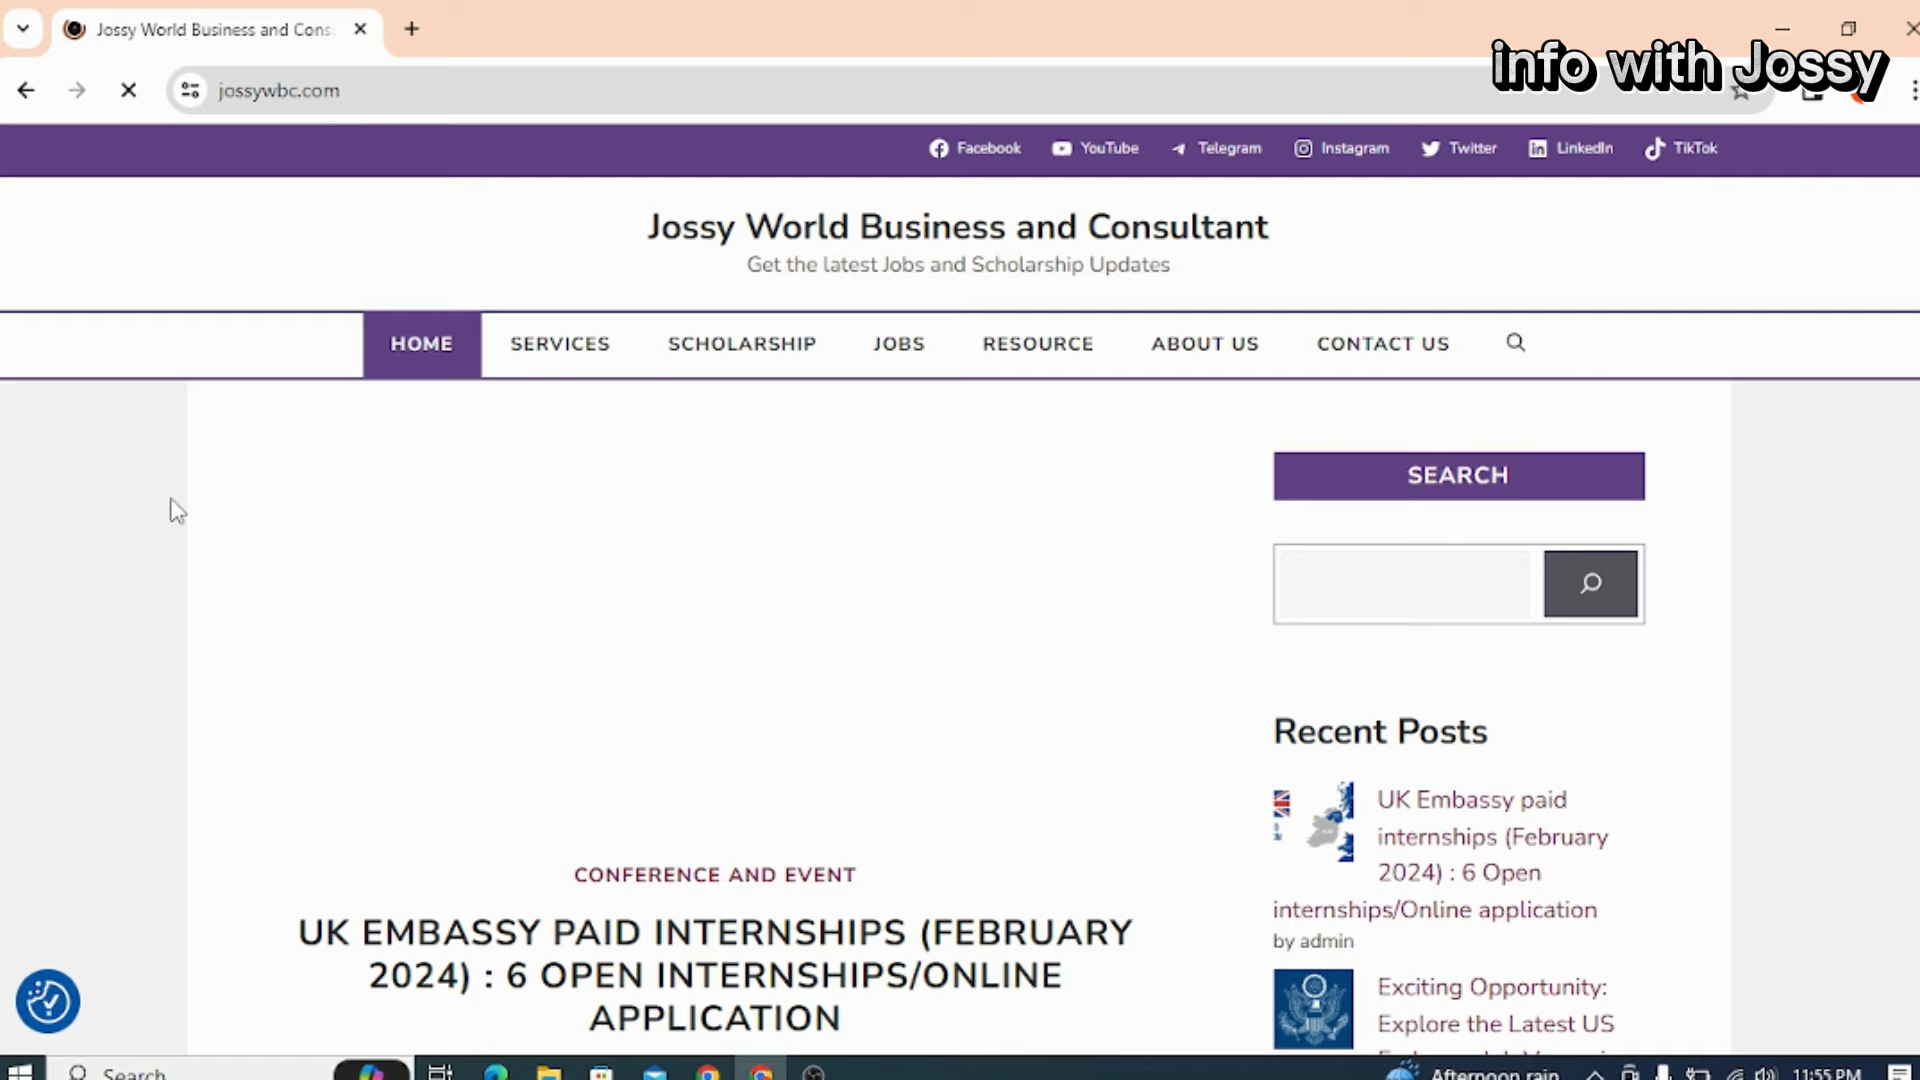 Jossy World Business and Cons
info with Jossy
jossywbc.com
Facebook YouTube Telegram Instagram Twitter LinkedIn TikTok
Jossy World Business and Consultant
Get the latest Jobs and Scholarship Updates
HOME SERVICES SCHOLARSHIP JOBS RESOURCE ABOUT US CONTACT US
SEARCH
Recent Posts
UK Embassy paid
internships (February
2024) : 6 Open
internships/Online application
by admin
Exciting Opportunity:
Explore the Latest US
CONFERENCE AND EVENT
UK EMBASSY PAID INTERNSHIPS (FEBRUARY
2024) : 6 OPEN INTERNSHIPS/ONLINE
APPLICATION
Search
Afternoon rain
11:55 PM